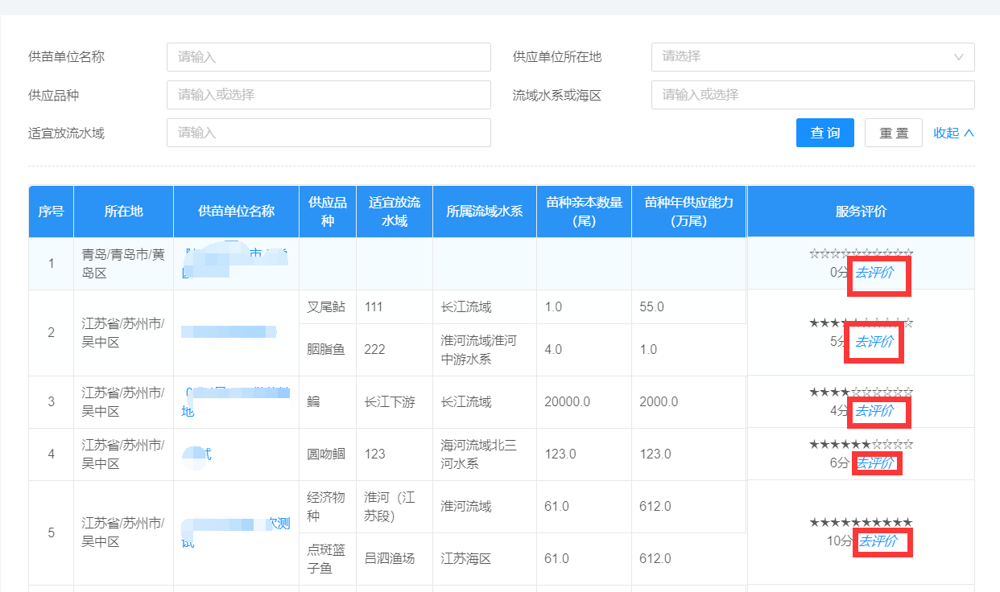 供苗单位名称 请输入 供应单位所在地 请选择
供应品种 请输入或选择 流域水系或海区 请输入或选择
适宜放流水域 请输入 查 询 重 置 收起
序号 所在地 供苗单位名称 供应品种 适宜放流水域 所属流域水系 苗种亲本数量（尾） 苗种年供应能力（万尾） 服务评价
1 青岛/青岛市/黄岛区 市 ☆☆☆☆☆☆☆☆☆☆
0分 去评价
2 江苏省/苏州市/吴中区 叉尾鲇 111 长江流域 1.0 55.0 ★★★★★☆☆☆☆☆
胭脂鱼 222 淮河流域淮河中游水系 4.0 1.0 5分 去评价
3 江苏省/苏州市/吴中区 地 鳊 长江下游 长江流域 20000.0 2000.0 ★★★★☆☆☆☆☆☆
4分 去评价
4 江苏省/苏州市/吴中区 式 圆吻鲴 123 海河流域北三河水系 123.0 123.0 ★★★★★★☆☆☆☆
6分 去评价
5 江苏省/苏州市/吴中区 测试 经济物种 淮河（江苏段） 淮河流域 61.0 612.0 ★★★★★★★★★★
点斑篮子鱼 吕泗渔场 江苏海区 61.0 612.0 10分 去评价